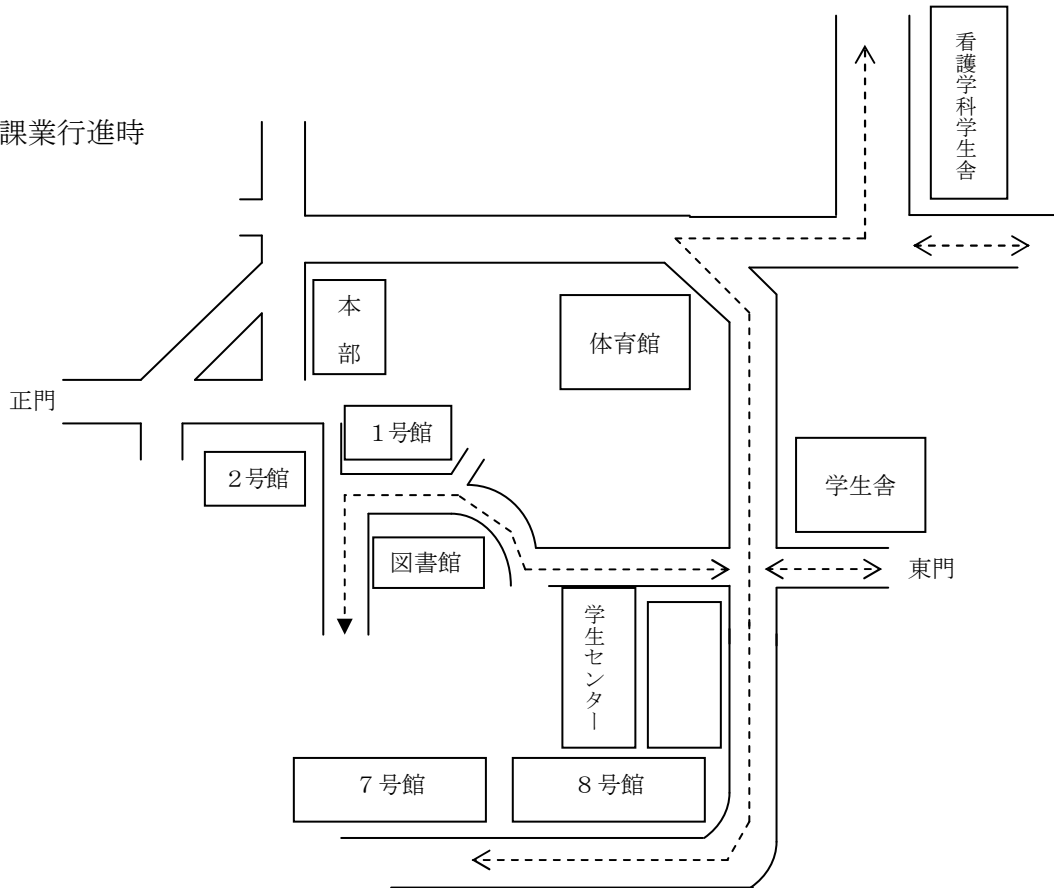 看護学科学生舎
課業行進時
本部
体育館
正門
1号館
2号館
学生舎
図書館
東門
学生センター
7号館
8号館